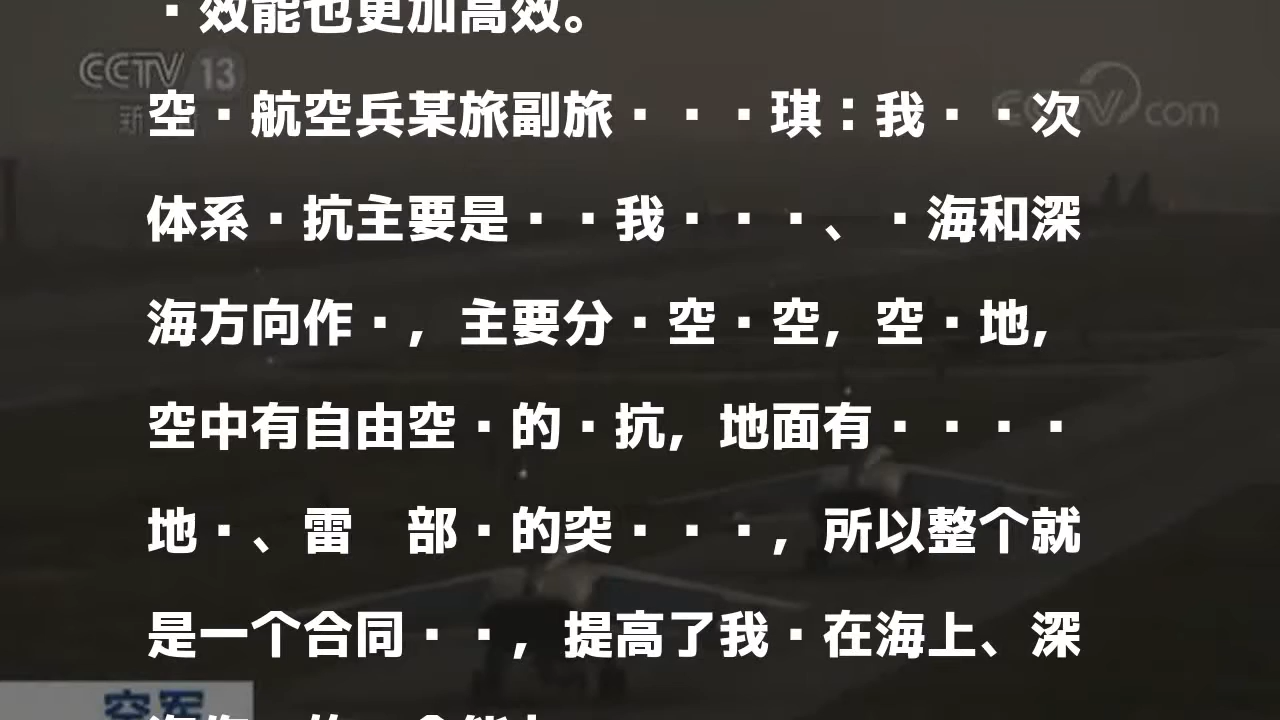 ·效能也更加高效。
CCTV 13
CCTV.com
空·航空兵某旅副旅···琪：我··次
体系·抗主要是··我···、·海和深
海方向作·，主要分·空·空，空·地，
空中有自由空·的·抗，地面有····
地·、雷 部·的突···，所以整个就
是一个合同··，提高了我·在海上、深
空军